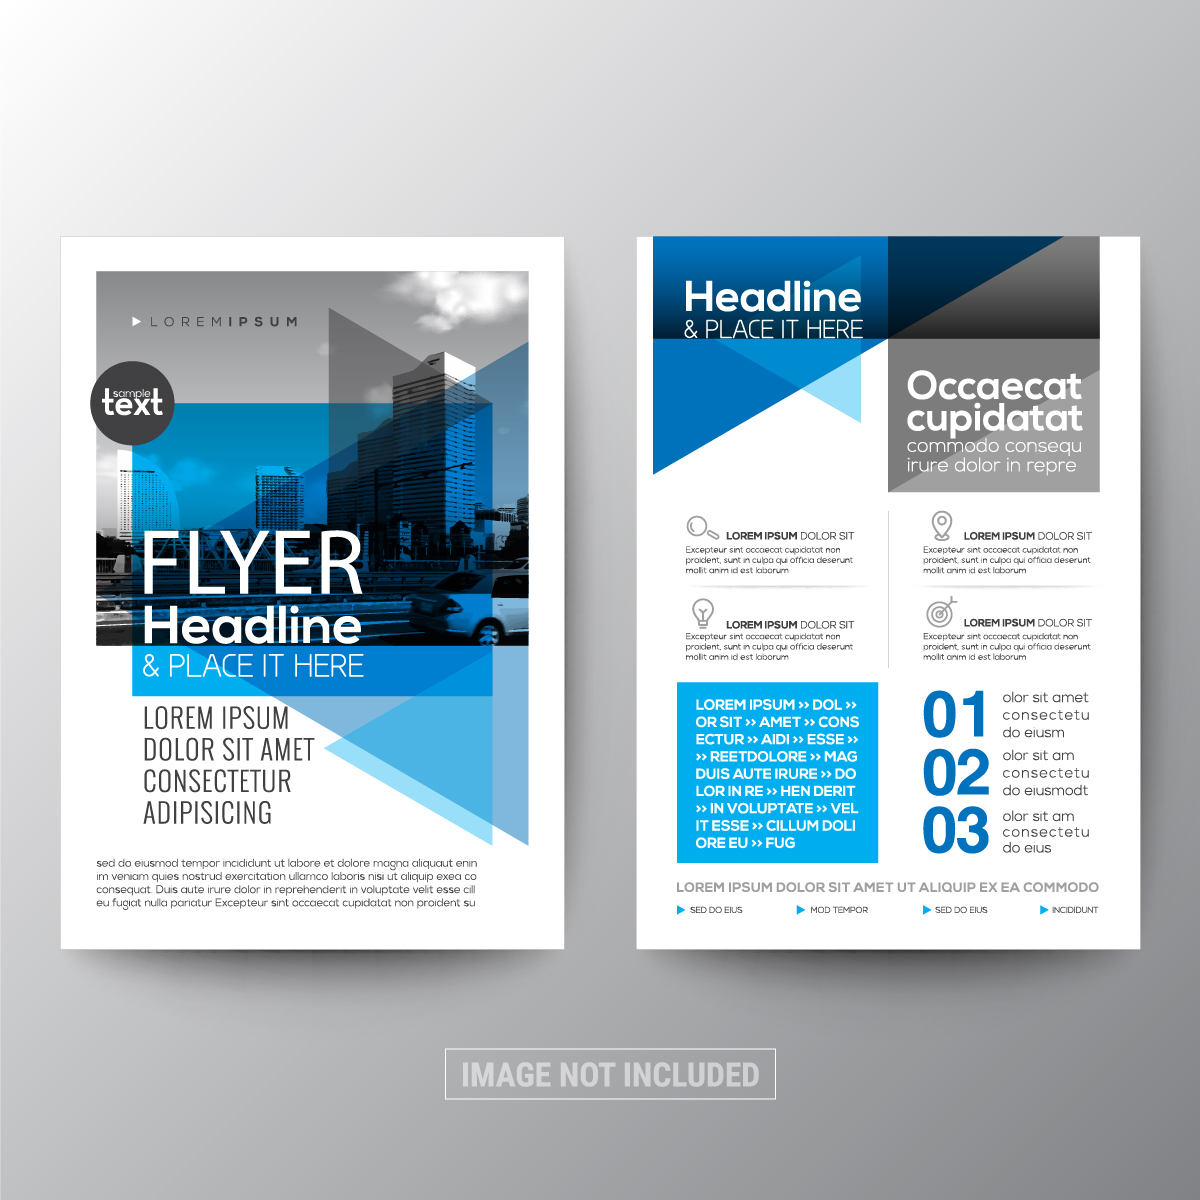 LOREMIPSUM
sample
text
FLYER
Headline
& PLACE IT HERE
LOREM IPSUM
DOLOR SIT AMET
CONSECTETUR
ADIPISICING
sed do eiusmod tempor incididunt ut labore et dolore magna aliquaut enin
im veniam quies nostrud exercitation ullamco laboris nisi ut aliquip exea co
consequat. Duis aute irure dolor in reprehenderit in voluptate velit esse cill
eu fugiat nulla pariatur Excepteur sint occaecat cupidatat non proident su
Headline
& PLACE IT HERE
Occaecat
cupidatat
commodo consequ
irure dolor in repre
LOREM IPSUM DOLOR SIT
Excepteur sint occaecat cupidatat non
proident, sunt in culpa qui officia deserunt
mollit anim id est laborum
LOREM IPSUM DOLOR SIT
Excepteur sint occaecat cupidatat non
proident, sunt in culpa qui officia deserunt
mollit anim id est laborum
LOREM IPSUM DOLOR SIT
Excepteur sint occaecat cupidatat non
proident, sunt in culpa qui officia deserunt
mollit anim id est laborum
LOREM IPSUM DOLOR SIT
Excepteur sint occaecat cupidatat non
proident, sunt in culpa qui officia deserunt
mollit anim id est laborum
LOREM IPSUM >> DOL >>
OR SIT >> AMET >> CONS
ECTUR >> AIDI >> ESSE >>
>> REETDOLORE >> MAG
DUIS AUTE IRURE >> DO
LOR IN RE >> HEN DERIT
>> IN VOLUPTATE >> VEL
IT ESSE >> CILLUM DOLI
ORE EU >> FUG
01
olor sit amet
consectetu
do eiusm
02
olor sit am
consectetu
do eiusmodt
03
olor sit am
consectetu
do eius
LOREM IPSUM DOLOR SIT AMET UT ALIQUIP EX EA COMMODO
SED DO EIUS
MOD TEMPOR
SED DO EIUS
INCIDIDUNT
IMAGE NOT INCLUDED